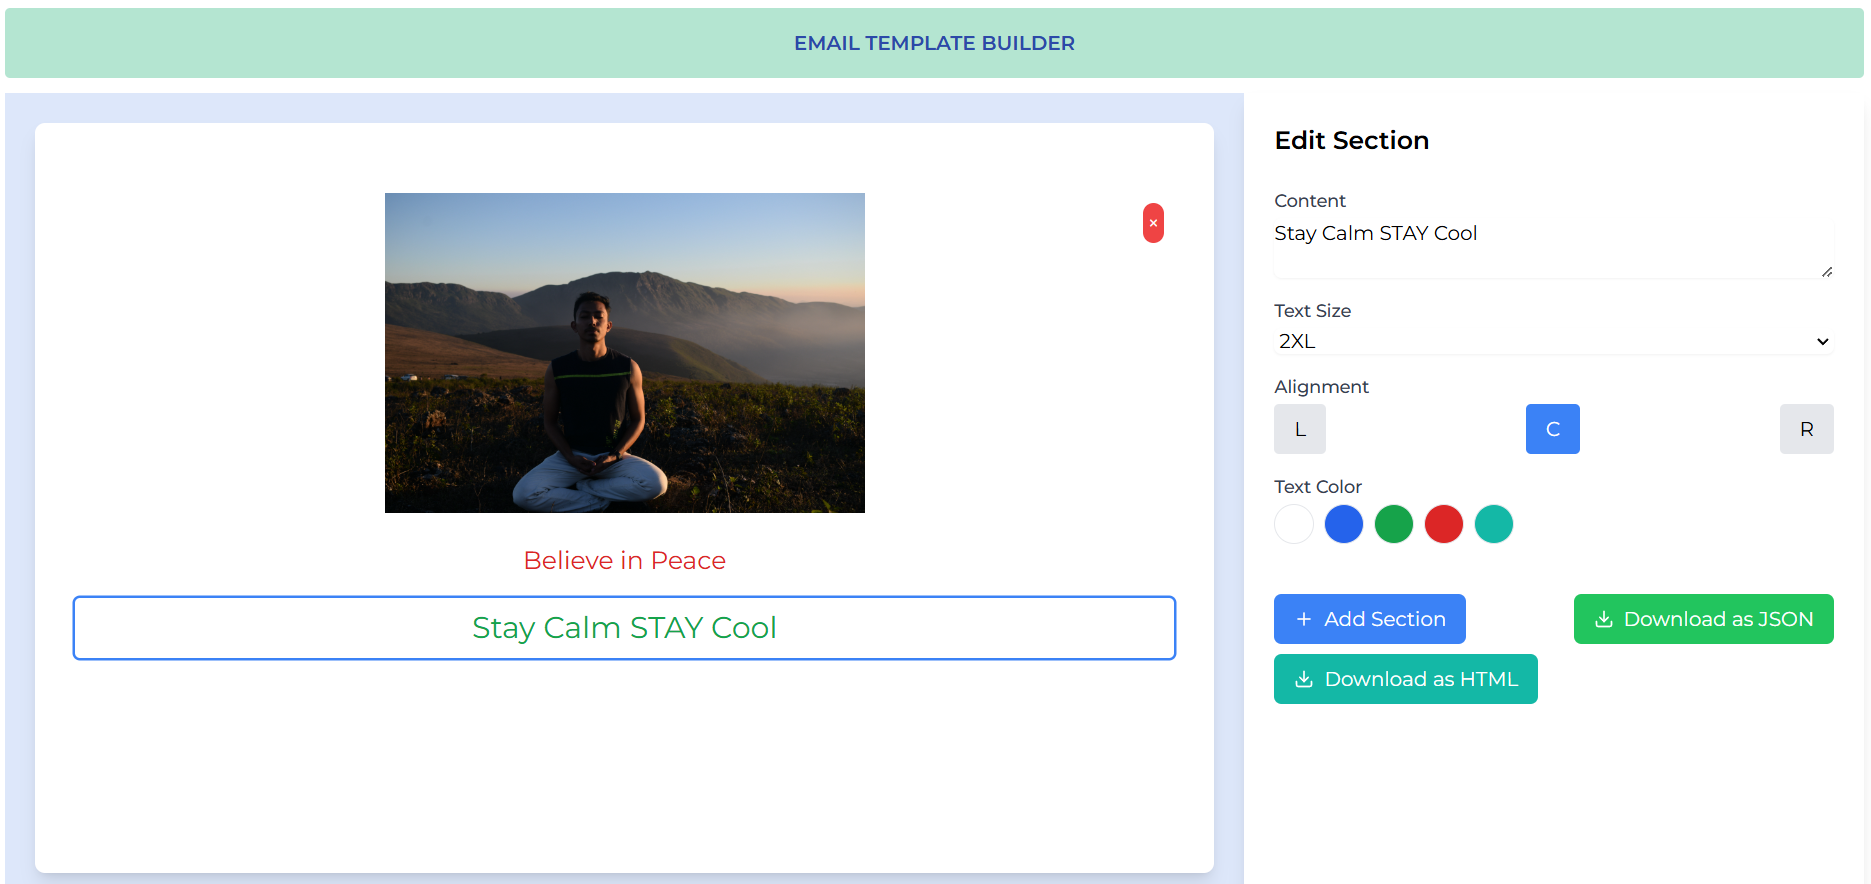 EMAIL TEMPLATE BUILDER
×
Believe in Peace
Stay Calm STAY Cool
Edit Section
Content
Stay Calm STAY Cool
Text Size
2XL
Alignment
L C R
Text Color
+ Add Section
Download as JSON
Download as HTML